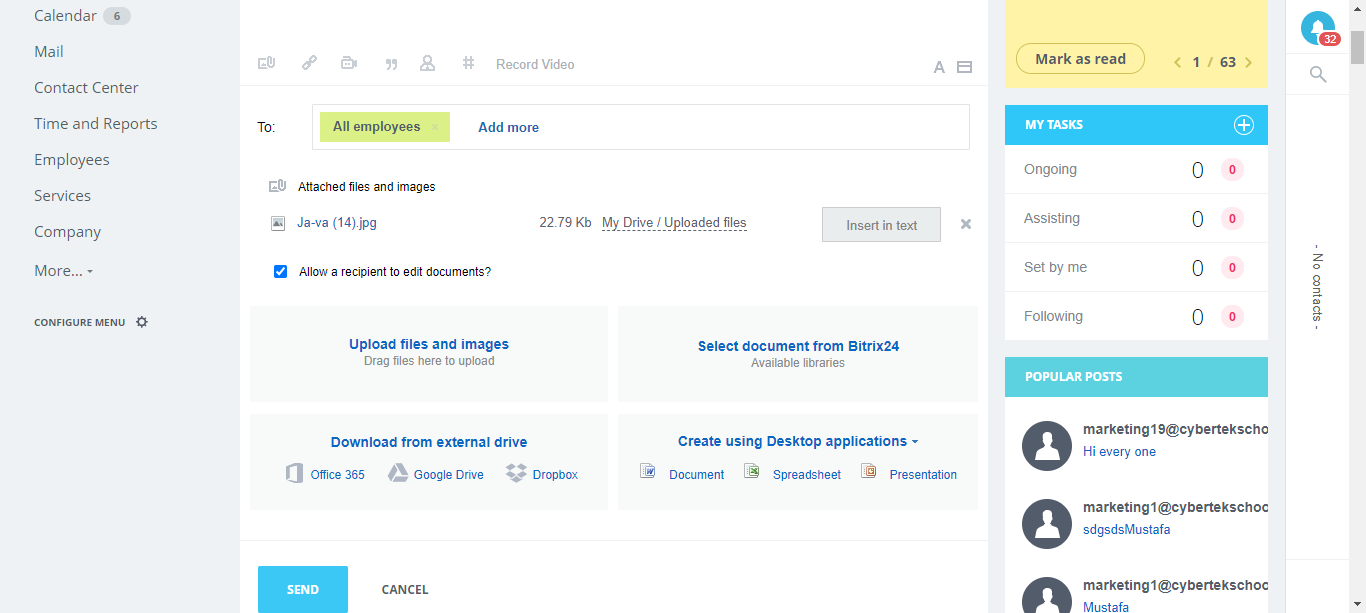 Calendar 6
Mail
Contact Center
Time and Reports
Employees
Services
Company
More...
CONFIGURE MENU
Record Video
A
To:
All employees ×
Add more
Attached files and images
Ja-va (14).jpg
22.79 Kb
My Drive / Uploaded files
Insert in text
Allow a recipient to edit documents?
Upload files and images
Drag files here to upload
Select document from Bitrix24
Available libraries
Download from external drive
Office 365
Google Drive
Dropbox
Create using Desktop applications
Document
Spreadsheet
Presentation
SEND
CANCEL
Mark as read
1 / 63
MY TASKS
Ongoing 0 0
Assisting 0 0
Set by me 0 0
Following 0 0
POPULAR POSTS
marketing19@cybertekschoo
Hi every one
marketing1@cybertekschoo
sdgsdsMustafa
marketing1@cybertekschoo
Mustafa
32
- No contacts -